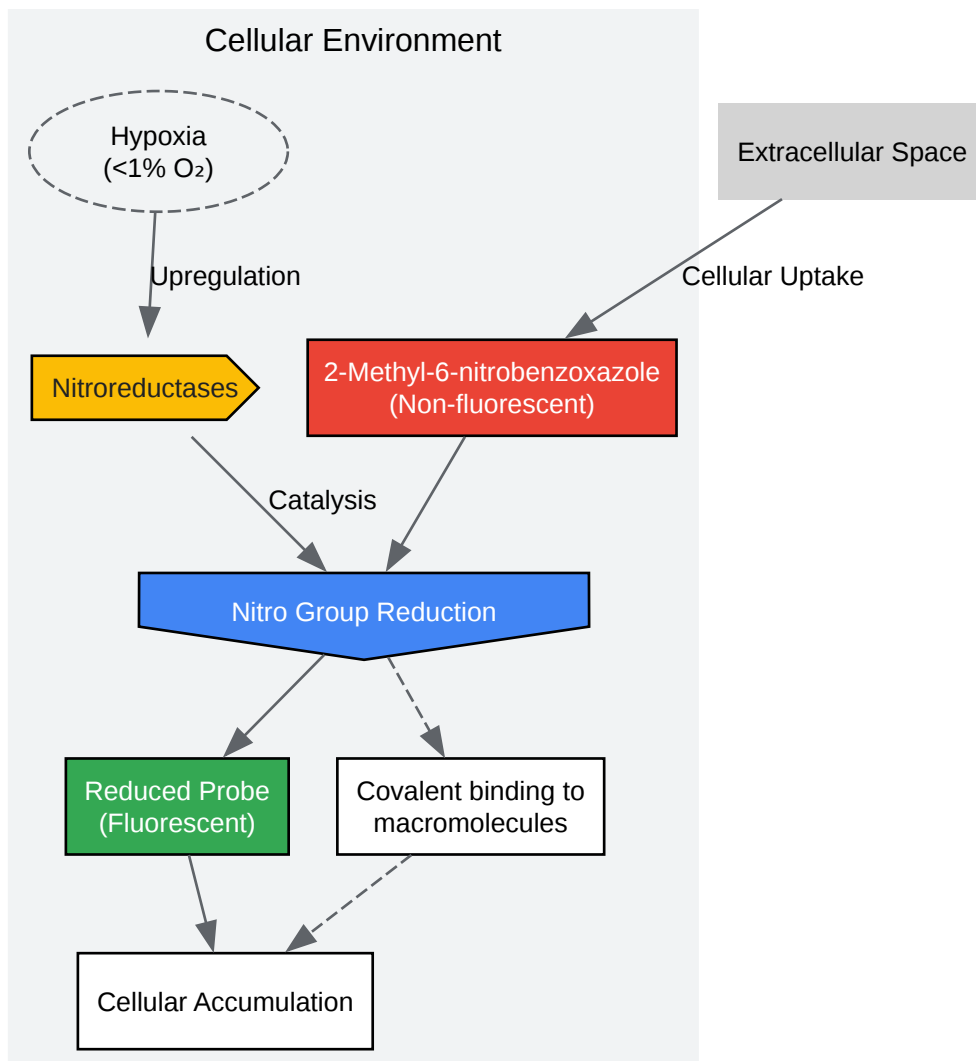 Cellular Environment
Hypoxia
(<1% O₂)
Extracellular Space
Upregulation
Cellular Uptake
Nitroreductases
2-Methyl-6-nitrobenzoxazole
(Non-fluorescent)
Catalysis
Nitro Group Reduction
Reduced Probe
(Fluorescent)
Covalent binding to
macromolecules
Cellular Accumulation